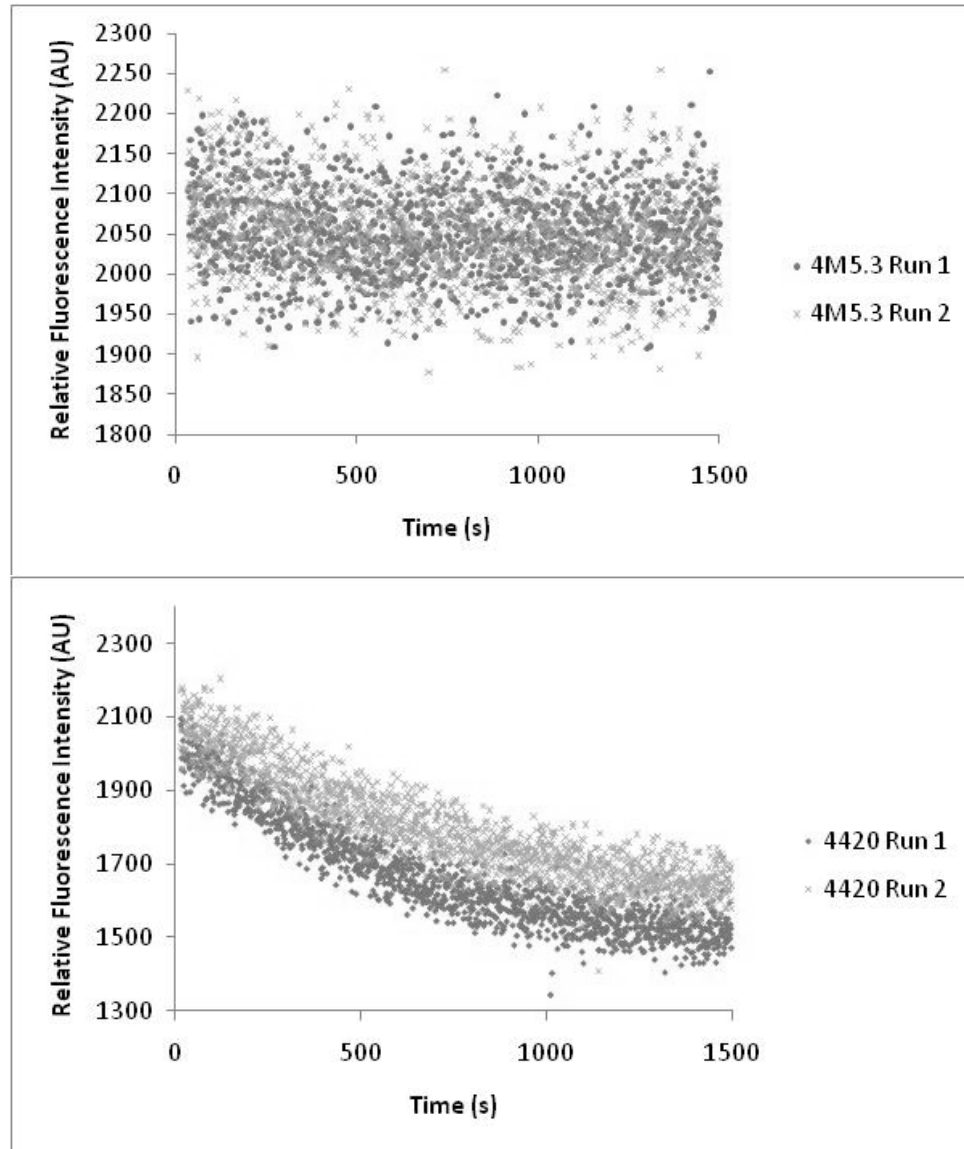 Relative Fluorescence Intensity (AU)
2300
2250
2200
2150
2100
2050
2000
1950
1900
1850
1800
0 500 1000 1500
Time (s)
4M5.3 Run 1
4M5.3 Run 2
Relative Fluorescence Intensity (AU)
2300
2100
1900
1700
1500
1300
0 500 1000 1500
Time (s)
4420 Run 1
4420 Run 2